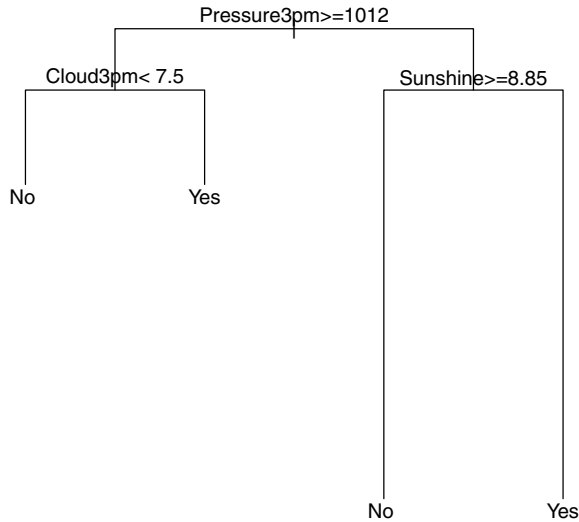 Pressure3pm>=1012
Cloud3pm< 7.5
Sunshine>=8.85
No
Yes
No
Yes